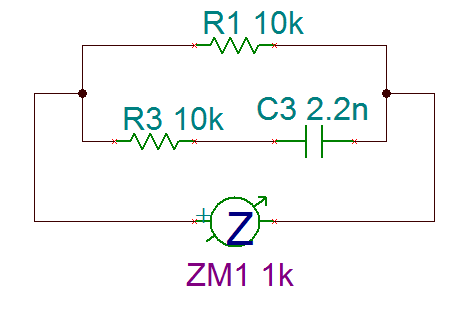 R1 10k
R3 10k
C3 2.2n
+
Z
ZM1 1k